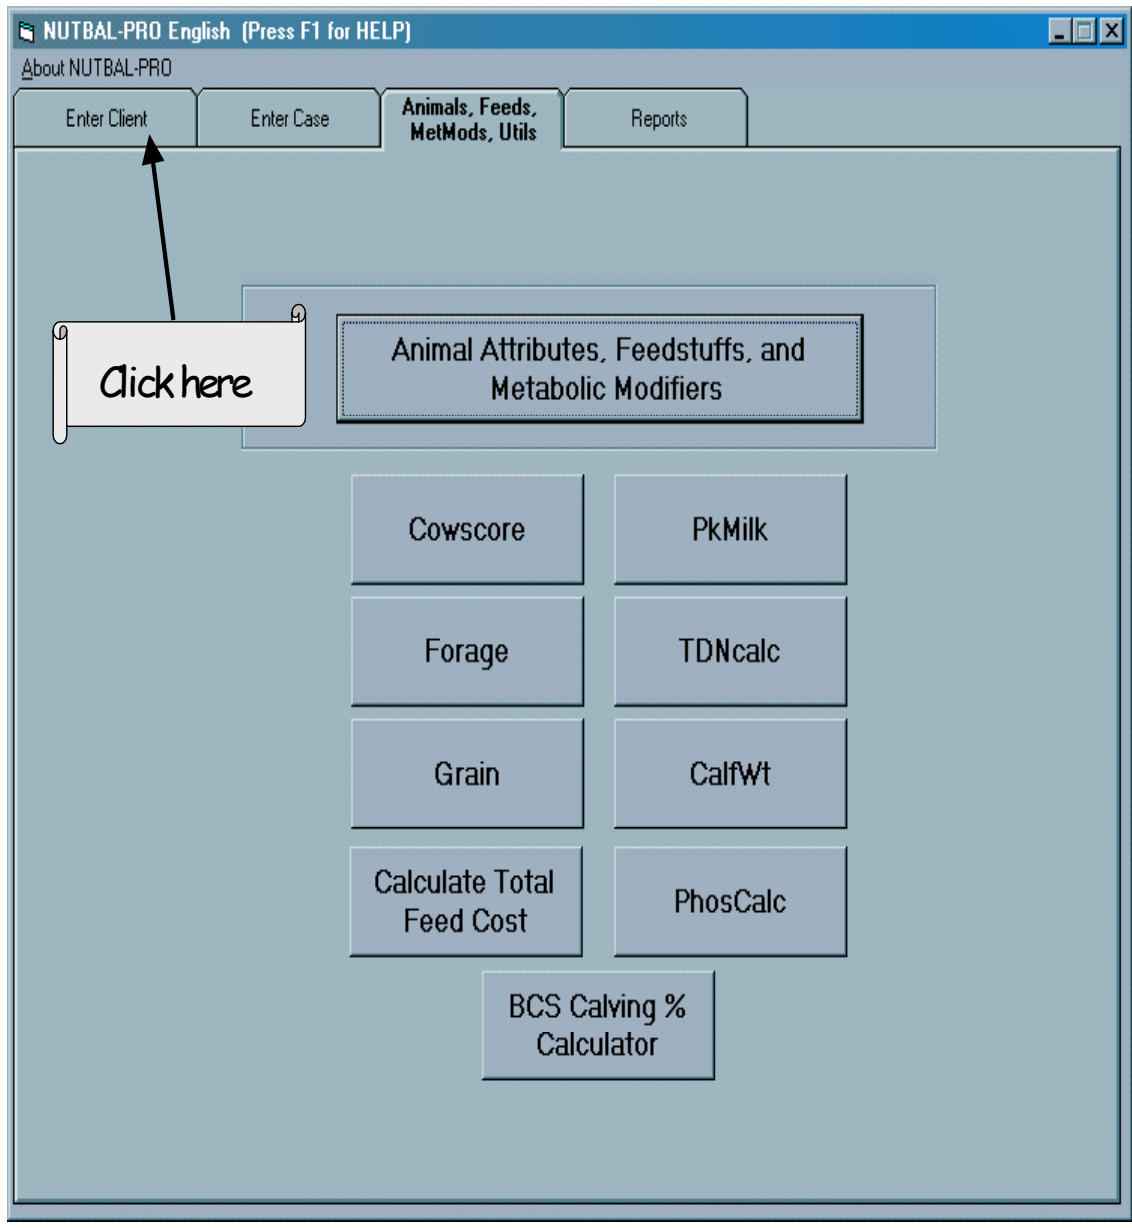 NUTBAL-PRO English (Press F1 for HELP)
About NUTBAL-PRO
Enter Client
Enter Case
Animals, Feeds,
MetMods, Utils
Reports
Click here
Animal Attributes, Feedstuffs, and
Metabolic Modifiers
Cowscore
PkMilk
Forage
TDNcalc
Grain
CalfWt
Calculate Total
Feed Cost
PhosCalc
BCS Calving %
Calculator